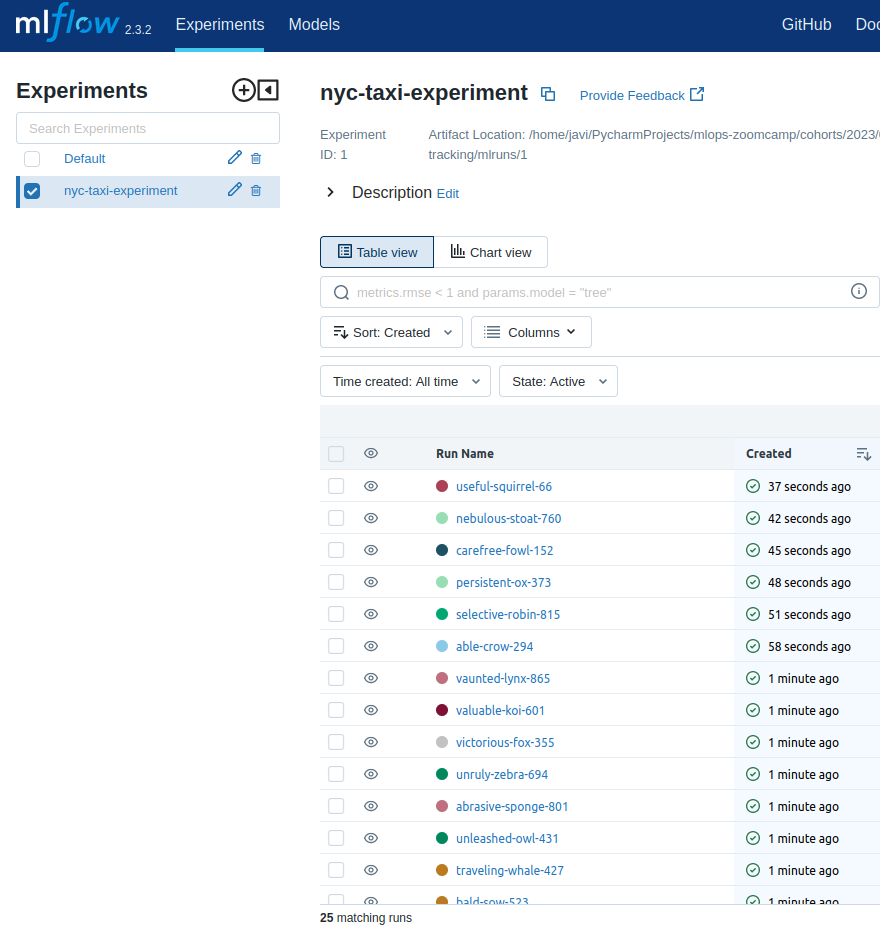 mlflow 2.3.2 Experiments Models GitHub Doc
Experiments
Search Experiments
Default
nyc-taxi-experiment
nyc-taxi-experiment Provide Feedback
Experiment ID: 1
Artifact Location: /home/javi/PycharmProjects/mlops-zoomcamp/cohorts/2023/
tracking/mlruns/1
Description Edit
Table view Chart view
metrics.rmse < 1 and params.model = "tree"
Sort: Created Columns
Time created: All time State: Active
Run Name Created
useful-squirrel-66 37 seconds ago
nebulous-stoat-760 42 seconds ago
carefree-fowl-152 45 seconds ago
persistent-ox-373 48 seconds ago
selective-robin-815 51 seconds ago
able-crow-294 58 seconds ago
vaunted-lynx-865 1 minute ago
valuable-koi-601 1 minute ago
victorious-fox-355 1 minute ago
unruly-zebra-694 1 minute ago
abrasive-sponge-801 1 minute ago
unleashed-owl-431 1 minute ago
traveling-whale-427 1 minute ago
bald-sow-523 1 minute ago
25 matching runs